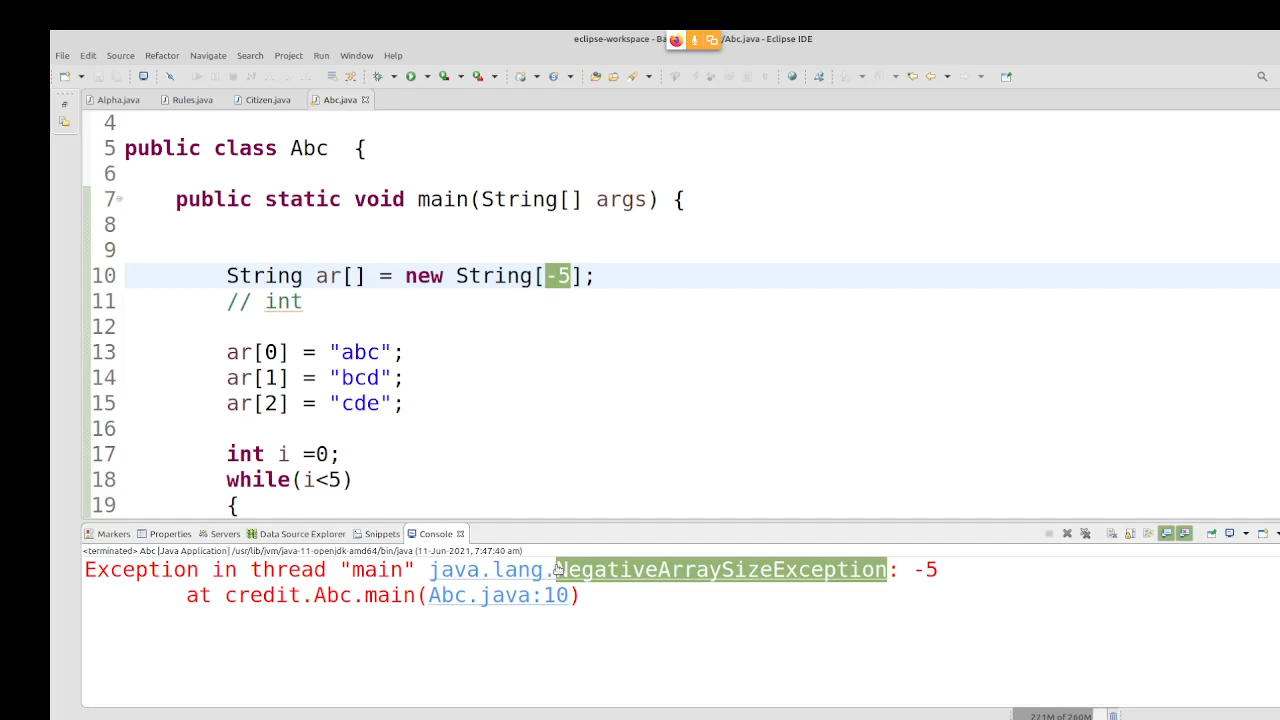 eclipse-workspace - Ba /Abc.java - Eclipse IDE
File Edit Source Refactor Navigate Search Project Run Window Help
Alpha.java Rules.java Citizen.java Abc.java
4
5 public class Abc {
6
7 public static void main(String[] args) {
8
9
10 String ar[] = new String[-5];
11 // int
12
13 ar[0] = "abc";
14 ar[1] = "bcd";
15 ar[2] = "cde";
16
17 int i =0;
18 while(i<5)
19 {
Markers Properties Servers Data Source Explorer Snippets Console
<terminated> Abc [Java Application] /usr/lib/jvm/java-11-openjdk-amd64/bin/java (11-Jun-2021, 7:47:40 am)
Exception in thread "main" java.lang.NegativeArraySizeException: -5
at credit.Abc.main(Abc.java:10)
221M of 260M